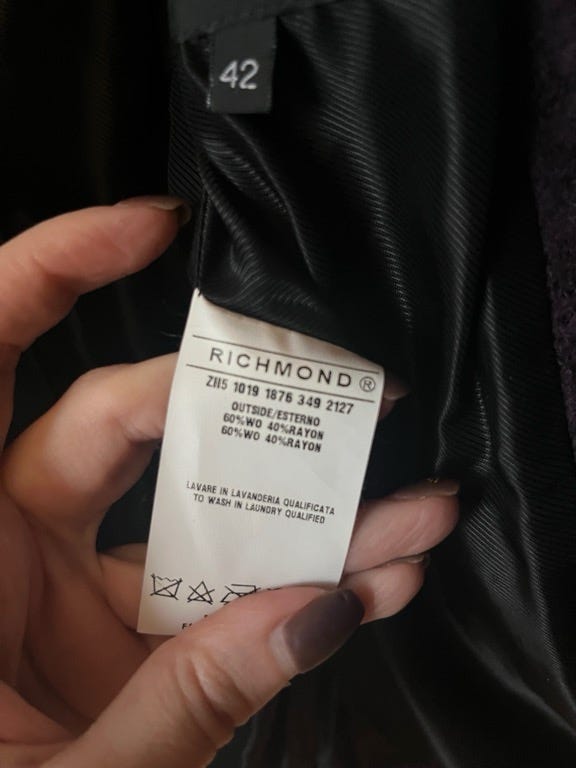 42
RICHMOND ®
ZII5 1019 1876 349 2127
OUTSIDE/ESTERNO
60%WO 40%RAYON
60%WO 40%RAYON
LAVARE IN LAVANDERIA QUALIFICATA
TO WASH IN LAUNDRY QUALIFIED